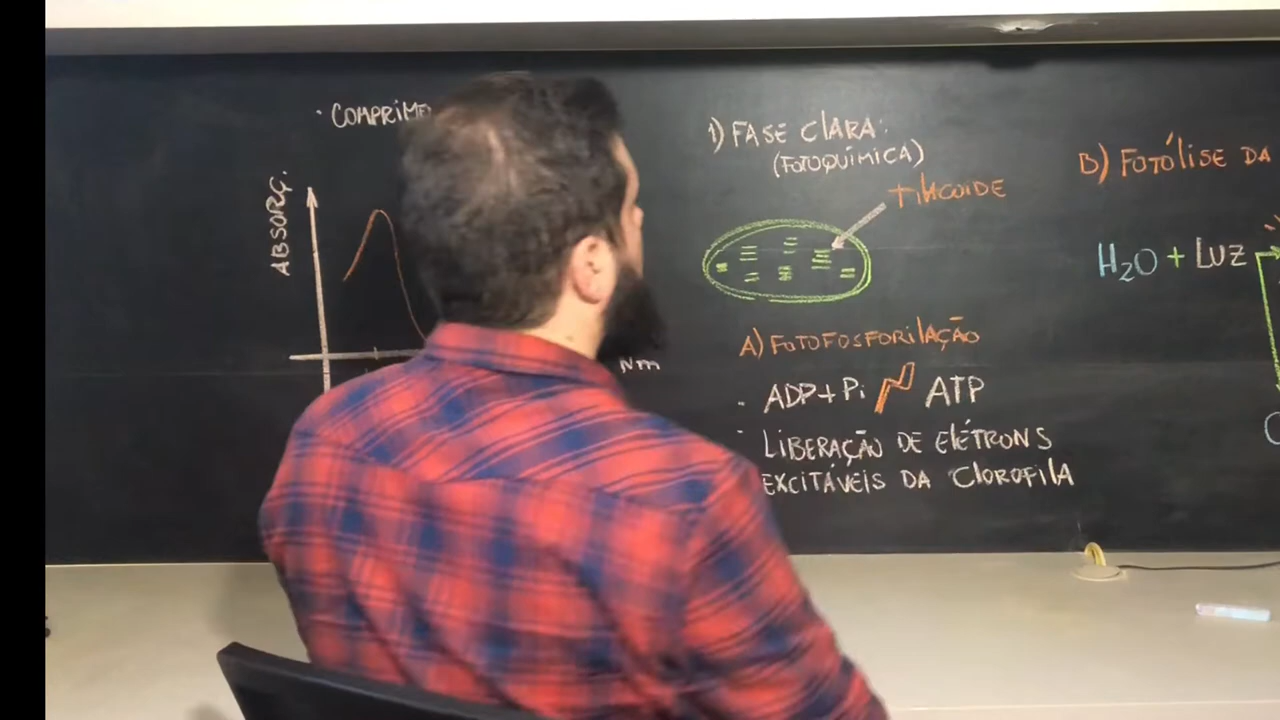 · COMPRIME
ABSORÇ.
Nm
1) FASE CLARA:
(FOTOQUÍMICA)
TILACOIDE
A) FOTOFOSFORILAÇÃO
· ADP + Pi ATP
· LIBERAÇÃO DE ELÉTRONS
EXCITÁVEIS DA CLOROFILA
B) FOTÓLISE DA
H₂O + LUZ